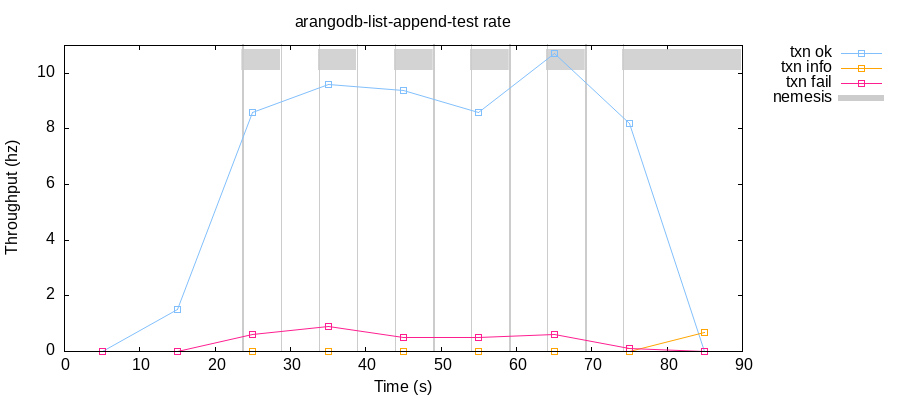 arangodb-list-append-test rate
txn ok
txn info
txn fail
nemesis
Throughput (hz)
10
8
6
4
2
0
0 10 20 30 40 50 60 70 80 90
Time (s)